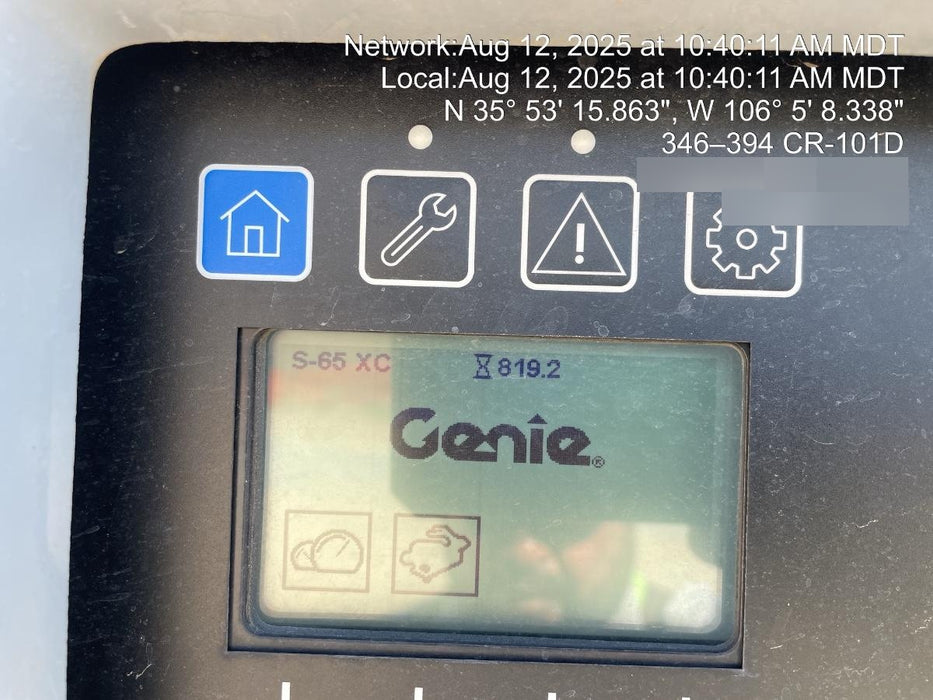 Network:Aug 12, 2025 at 10:40:11 AM MDT
Local:Aug 12, 2025 at 10:40:11 AM MDT
N 35° 53' 15.863", W 106° 5' 8.338"
346–394 CR-101D
S-65 XC 819.2
Genie®